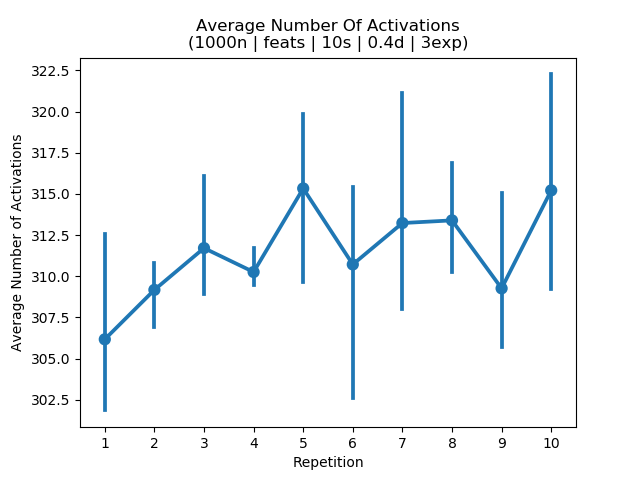 Average Number Of Activations
(1000n | feats | 10s | 0.4d | 3exp)
Average Number of Activations
322.5
320.0
317.5
315.0
312.5
310.0
307.5
305.0
302.5
1 2 3 4 5 6 7 8 9 10
Repetition